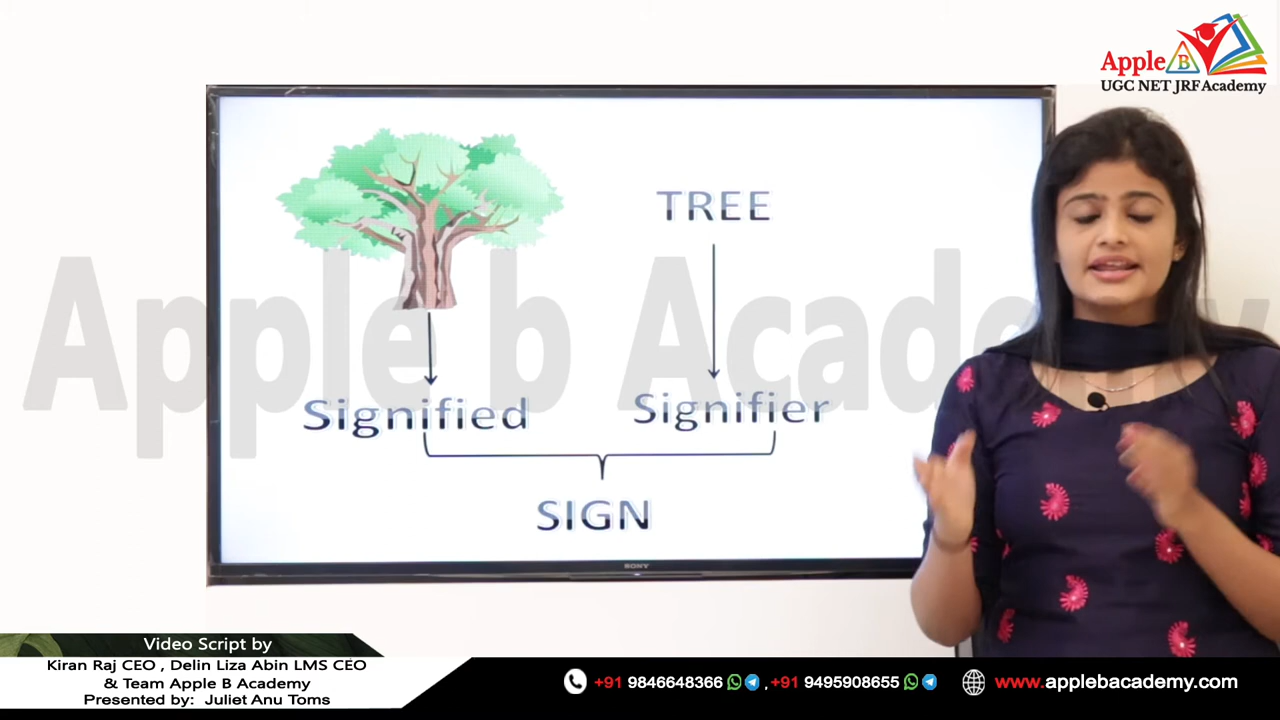 Apple B
UGC NET JRF Academy
TREE
Apple b Academy
Signified Signifier
SIGN
SONY
Video Script by
Kiran Raj CEO , Delin Liza Abin LMS CEO
& Team Apple B Academy
Presented by: Juliet Anu Toms
+91 9846648366 , +91 9495908655 www.applebacademy.com